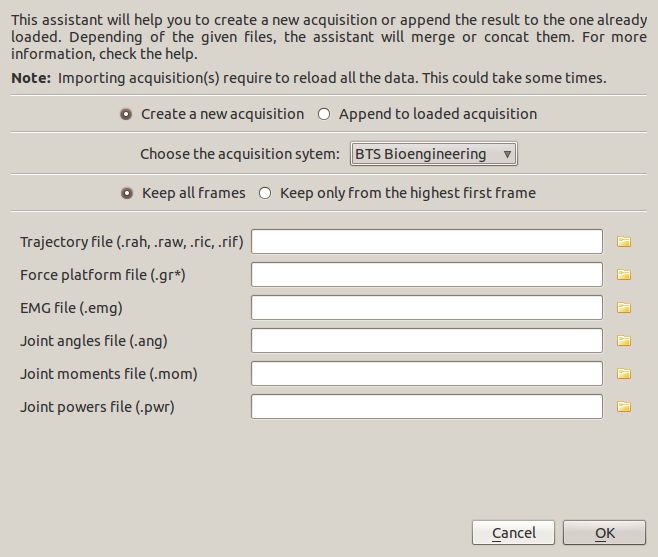 This assistant will help you to create a new acquisition or append the result to the one already
loaded. Depending of the given files, the assistant will merge or concat them. For more
information, check the help.
Note: Importing acquisition(s) require to reload all the data. This could take some times.
Create a new acquisition Append to loaded acquisition
Choose the acquisition sytem: BTS Bioengineering
Keep all frames Keep only from the highest first frame
Trajectory file (.rah, .raw, .ric, .rif)
Force platform file (.gr*)
EMG file (.emg)
Joint angles file (.ang)
Joint moments file (.mom)
Joint powers file (.pwr)
Cancel OK